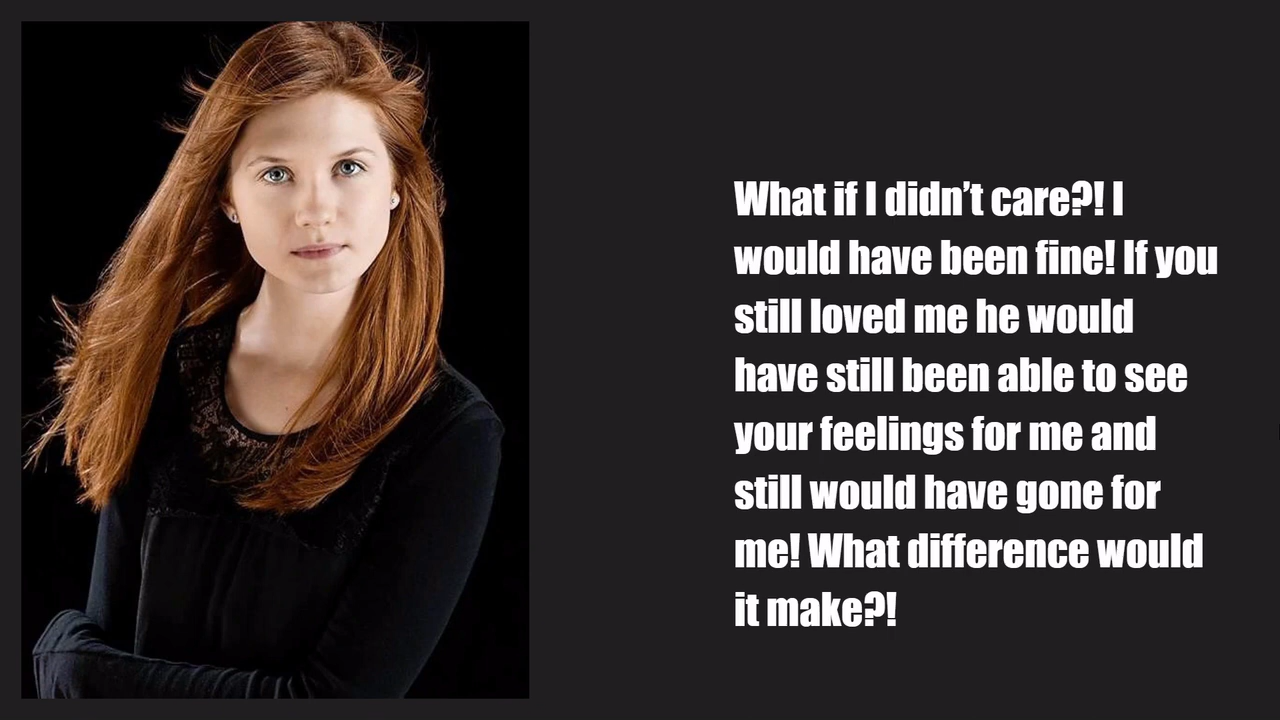 What if I didn’t care?! I
would have been fine! If you
still loved me he would
have still been able to see
your feelings for me and
still would have gone for
me! What difference would
it make?!